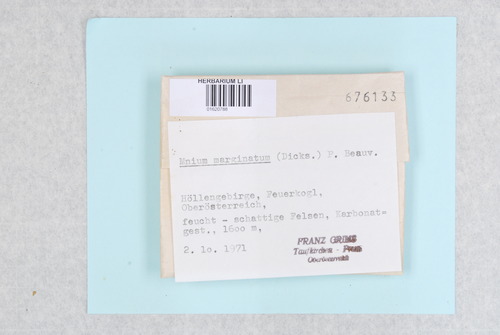 HERBARIUM LI
676133
Mnium marginatum (Dicks.) P. Beauv.
Höllengebirge, Feuerkogl,
Oberösterreich,
feucht - schattige Felsen, Karbonat=
gest., 1600 m,
2. 10. 1971
FRANZ GRIMS
Taufkirchen - Pram
Oberösterreich